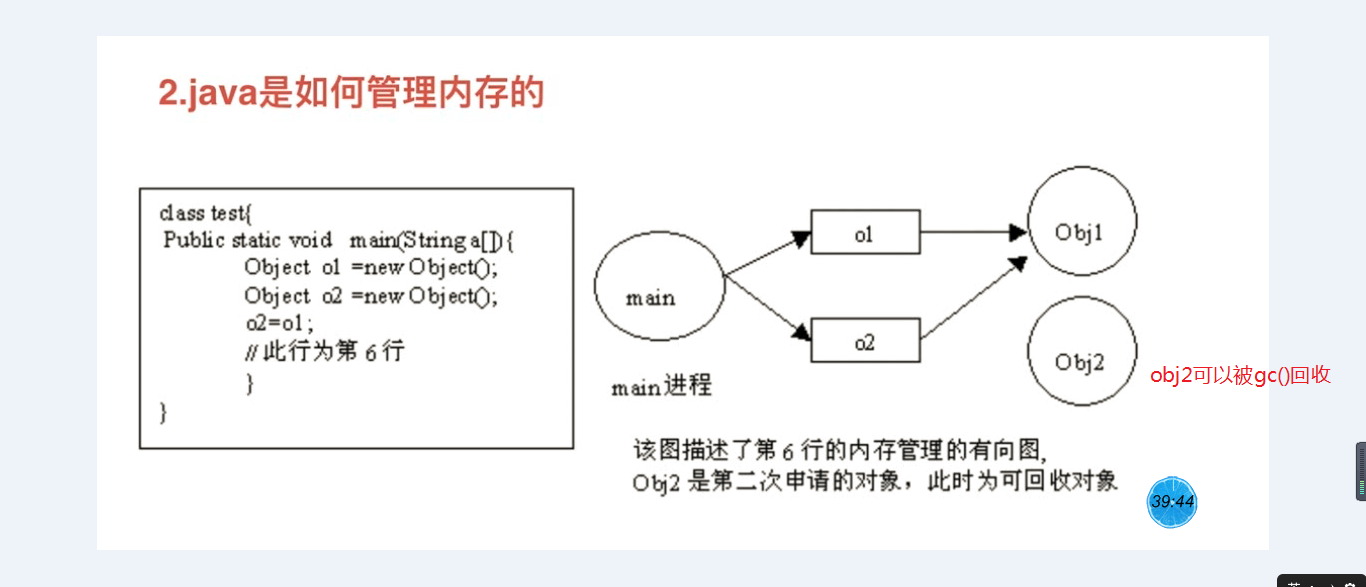 2.java是如何管理内存的
class test{
Public static void main(String a[]){
Object o1 =new Object();
Object o2 =new Object();
o2=o1;
//此行为第 6 行
}
}
main
o1
o2
Obj1
Obj2
main进程
obj2可以被gc()回收
该图描述了第 6 行的内存管理的有向图,
Obj2 是第二次申请的对象，此时为可回收对象
39:44